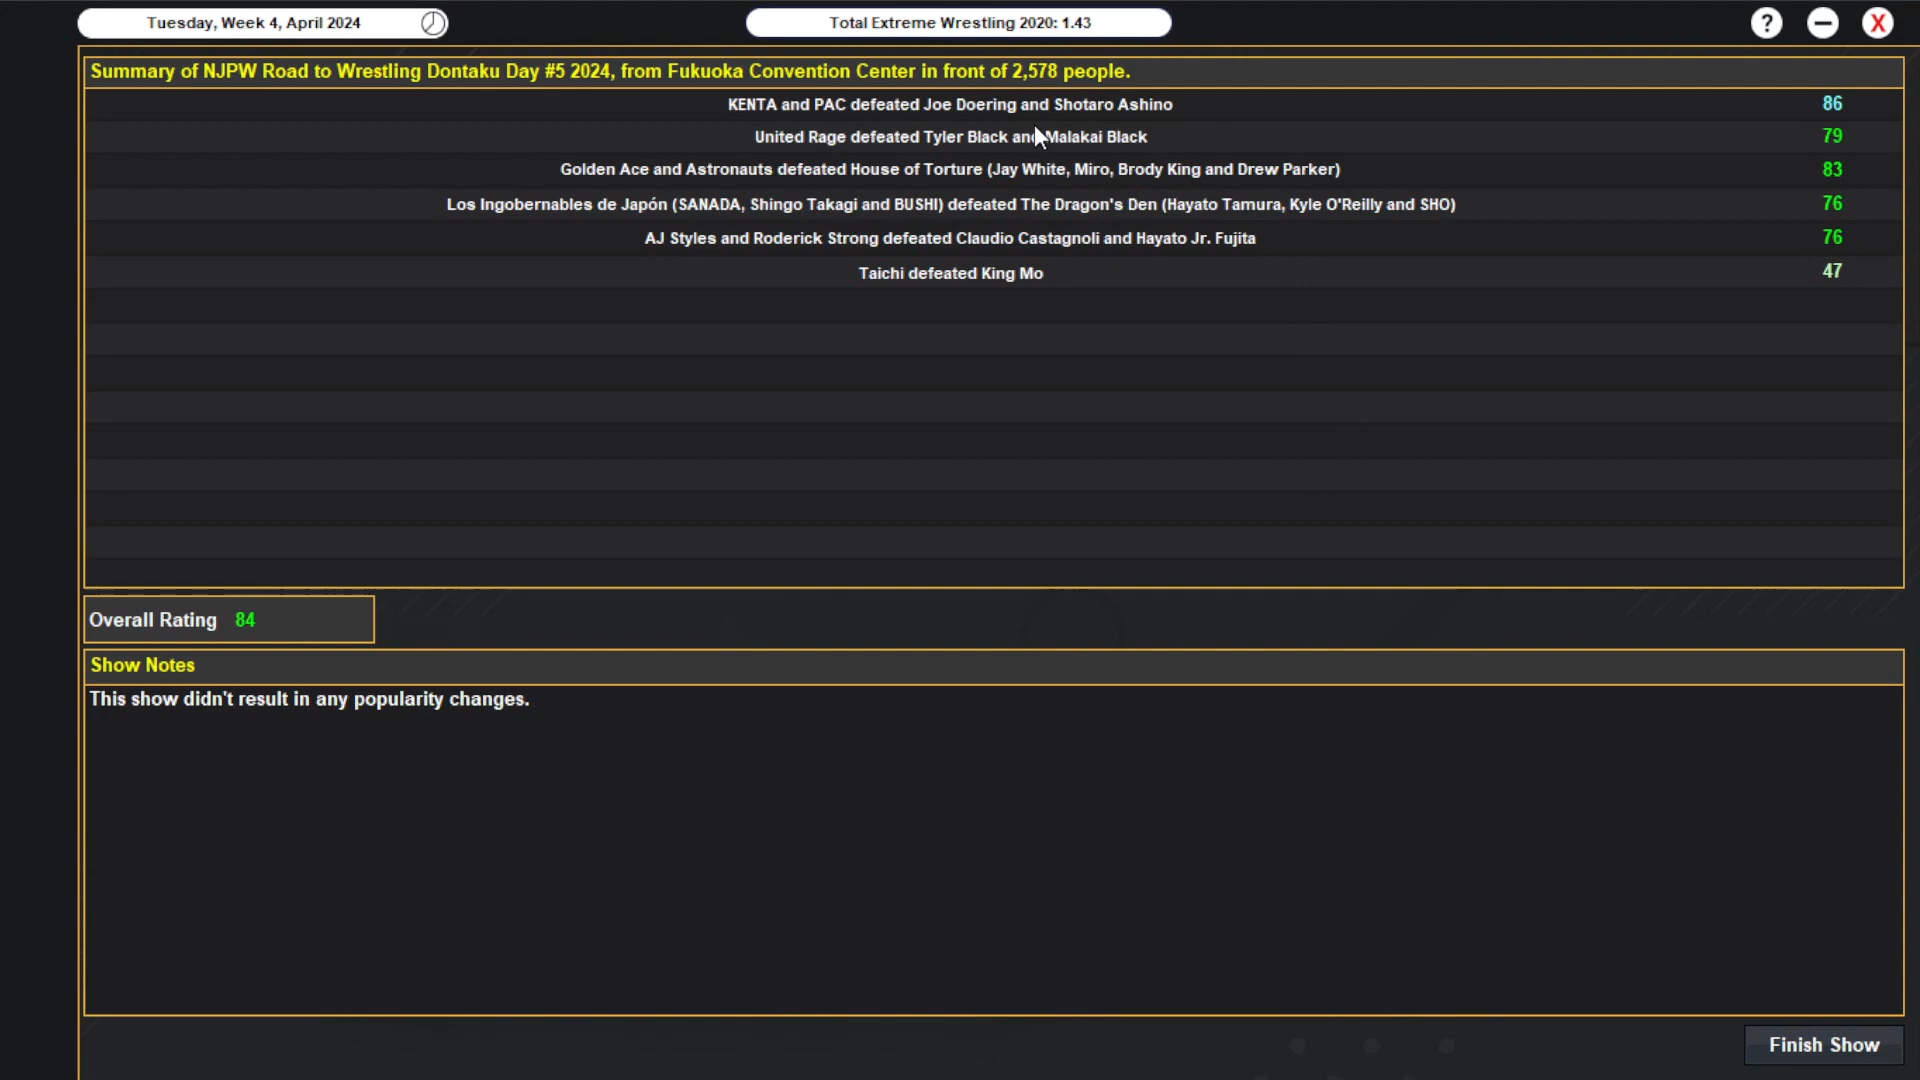 Tuesday, Week 4, April 2024
Total Extreme Wrestling 2020: 1.43
?
X
Summary of NJPW Road to Wrestling Dontaku Day #5 2024, from Fukuoka Convention Center in front of 2,578 people.
KENTA and PAC defeated Joe Doering and Shotaro Ashino 86
United Rage defeated Tyler Black and Malakai Black 79
Golden Ace and Astronauts defeated House of Torture (Jay White, Miro, Brody King and Drew Parker) 83
Los Ingobernables de Japón (SANADA, Shingo Takagi and BUSHI) defeated The Dragon's Den (Hayato Tamura, Kyle O'Reilly and SHO) 76
AJ Styles and Roderick Strong defeated Claudio Castagnoli and Hayato Jr. Fujita 76
Taichi defeated King Mo 47
Overall Rating 84
Show Notes
This show didn't result in any popularity changes.
Finish Show